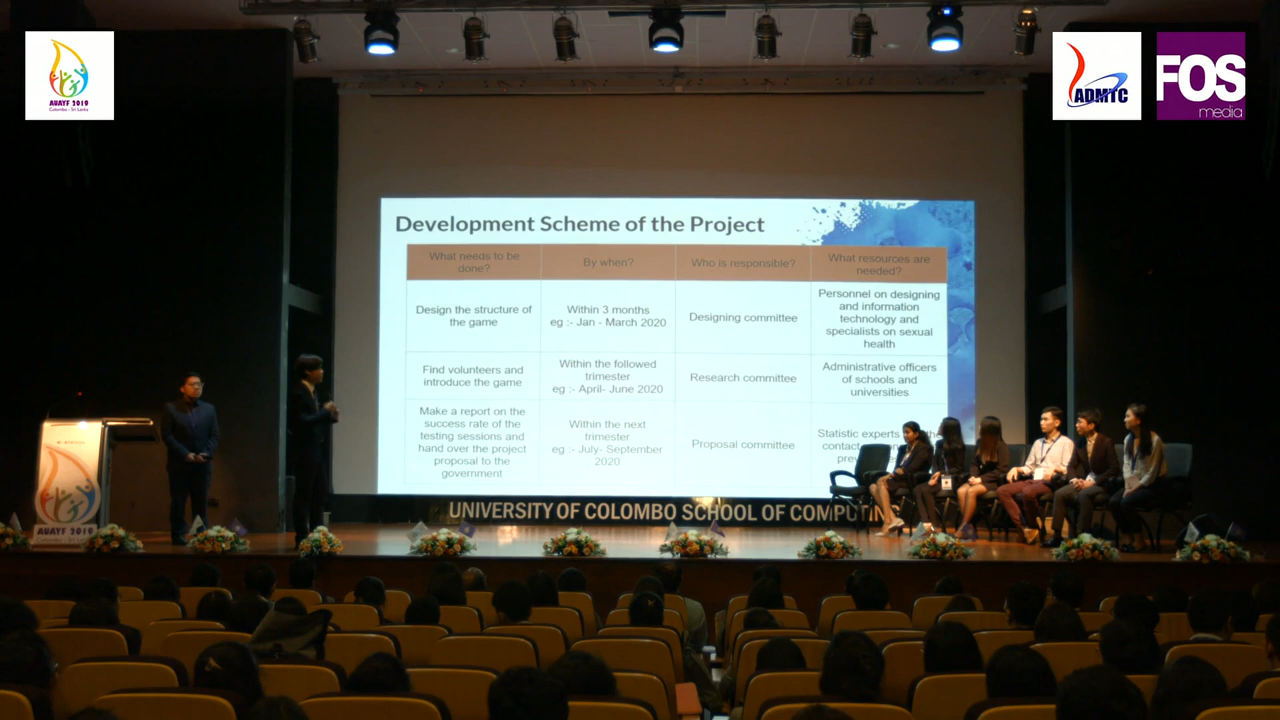 AUAYF 2019
Colombo - Sri Lanka
ADMTC
FOS
media
Development Scheme of the Project
What needs to be
done?
By when?
Who is responsible?
What resources are
needed?
Design the structure of
the game
Within 3 months
eg :- Jan - March 2020
Designing committee
Personnel on designing
and information
technology and
specialists on sexual
health
Find volunteers and
introduce the game
Within the followed
trimester
eg :- April- June 2020
Research committee
Administrative officers
of schools and
universities
Make a report on the
success rate of the
testing sessions and
hand over the project
proposal to the
government
Within the next
trimester
eg :- July- September
2020
Proposal committee
Statistic experts
contact
UNIVERSITY OF COLOMBO SCHOOL OF COMPUTIN
AUAYF 2019
Colombo - Sri Lanka